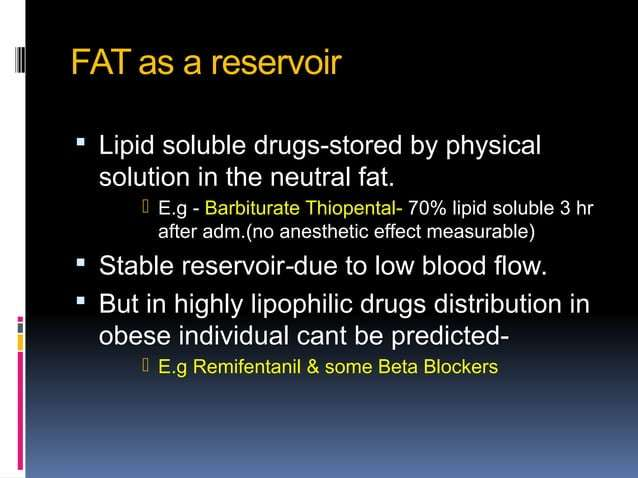 FAT as a reservoir
Lipid soluble drugs-stored by physical
solution in the neutral fat.
E.g - Barbiturate Thiopental- 70% lipid soluble 3 hr
after adm.(no anesthetic effect measurable)
Stable reservoir-due to low blood flow.
But in highly lipophilic drugs distribution in
obese individual cant be predicted-
E.g Remifentanil & some Beta Blockers